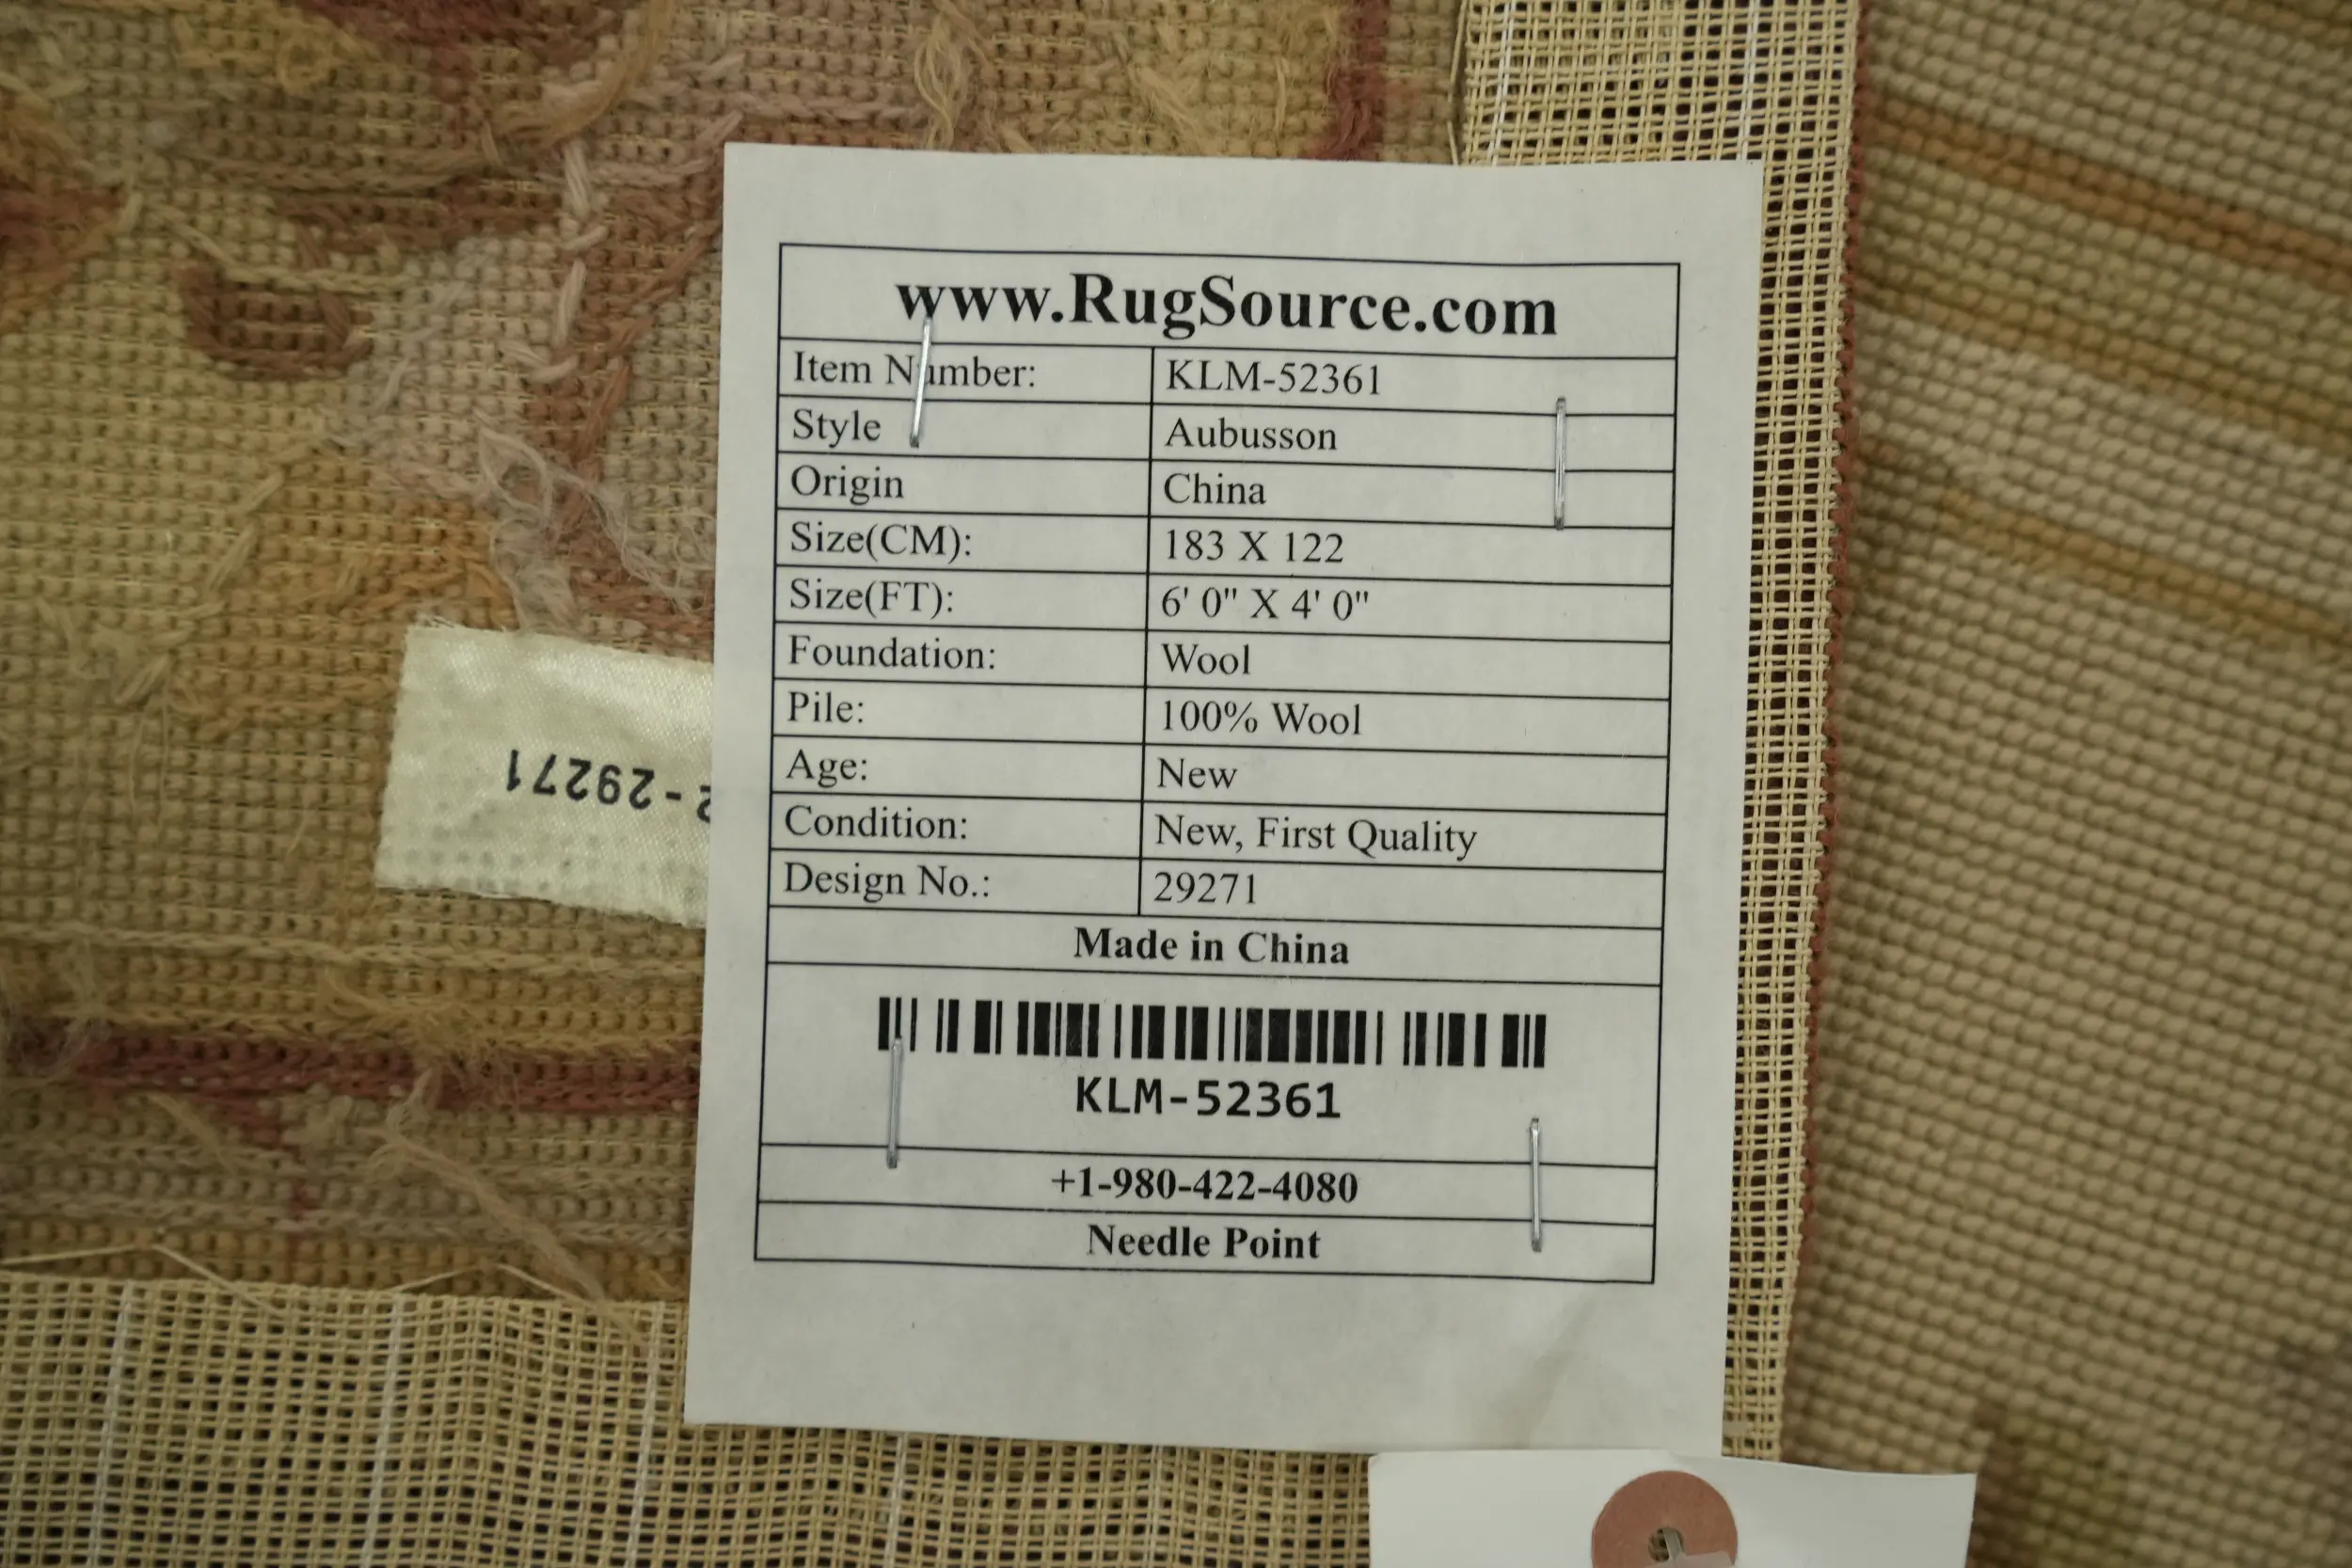 www.RugSource.com
Item Number: KLM-52361
Style Aubusson
Origin China
Size(CM): 183 X 122
Size(FT): 6' 0" X 4' 0"
Foundation: Wool
Pile: 100% Wool
Age: New
Condition: New, First Quality
Design No.: 29271
Made in China
KLM-52361
+1-980-422-4080
Needle Point
2-29271